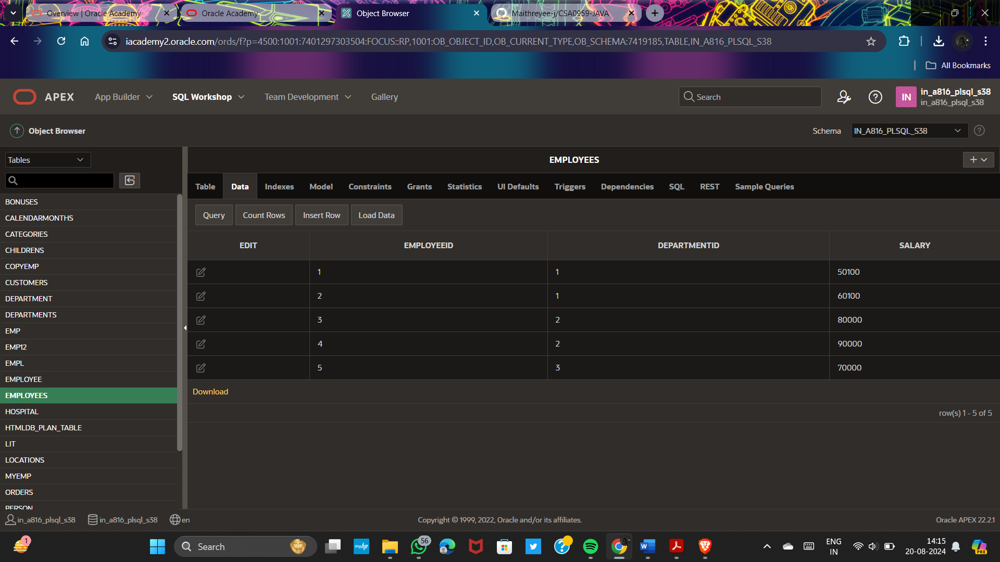 Overview | Oracle Academy
Oracle Academy
Object Browser
Maithreyee-j/CSA0959-JAVA
iacademy2.oracle.com/ords/f?p=4500:1001:7401297303504:FOCUS::RP,1001:OB_OBJECT_ID,OB_CURRENT_TYPE,OB_SCHEMA:7419185,TABLE,IN_A816_PLSQL_S38
All Bookmarks
APEX App Builder SQL Workshop Team Development Gallery Search IN in_a816_plsql_s38
in_a816_plsql_s38
Object Browser Schema IN_A816_PLSQL_S38
Tables
EMPLOYEES
Table Data Indexes Model Constraints Grants Statistics UI Defaults Triggers Dependencies SQL REST Sample Queries
Query Count Rows Insert Row Load Data
BONUSES
CALENDARMONTHS
CATEGORIES
CHILDRENS
COPYEMP
CUSTOMERS
DEPARTMENT
DEPARTMENTS
EMP
EMP12
EMPL
EMPLOYEE
EMPLOYEES
HOSPITAL
HTMLDB_PLAN_TABLE
LIT
LOCATIONS
MYEMP
ORDERS
PERSON
EDIT EMPLOYEEID DEPARTMENTID SALARY
1 1 50100
2 1 60100
3 2 80000
4 2 90000
5 3 70000
Download
row(s) 1 - 5 of 5
in_a816_plsql_s38 in_a816_plsql_s38 en Copyright © 1999, 2022, Oracle and/or its affiliates. Oracle APEX 22.2.1
1 Search myhp 56 W ENG 14:15
IN 20-08-2024 PRE